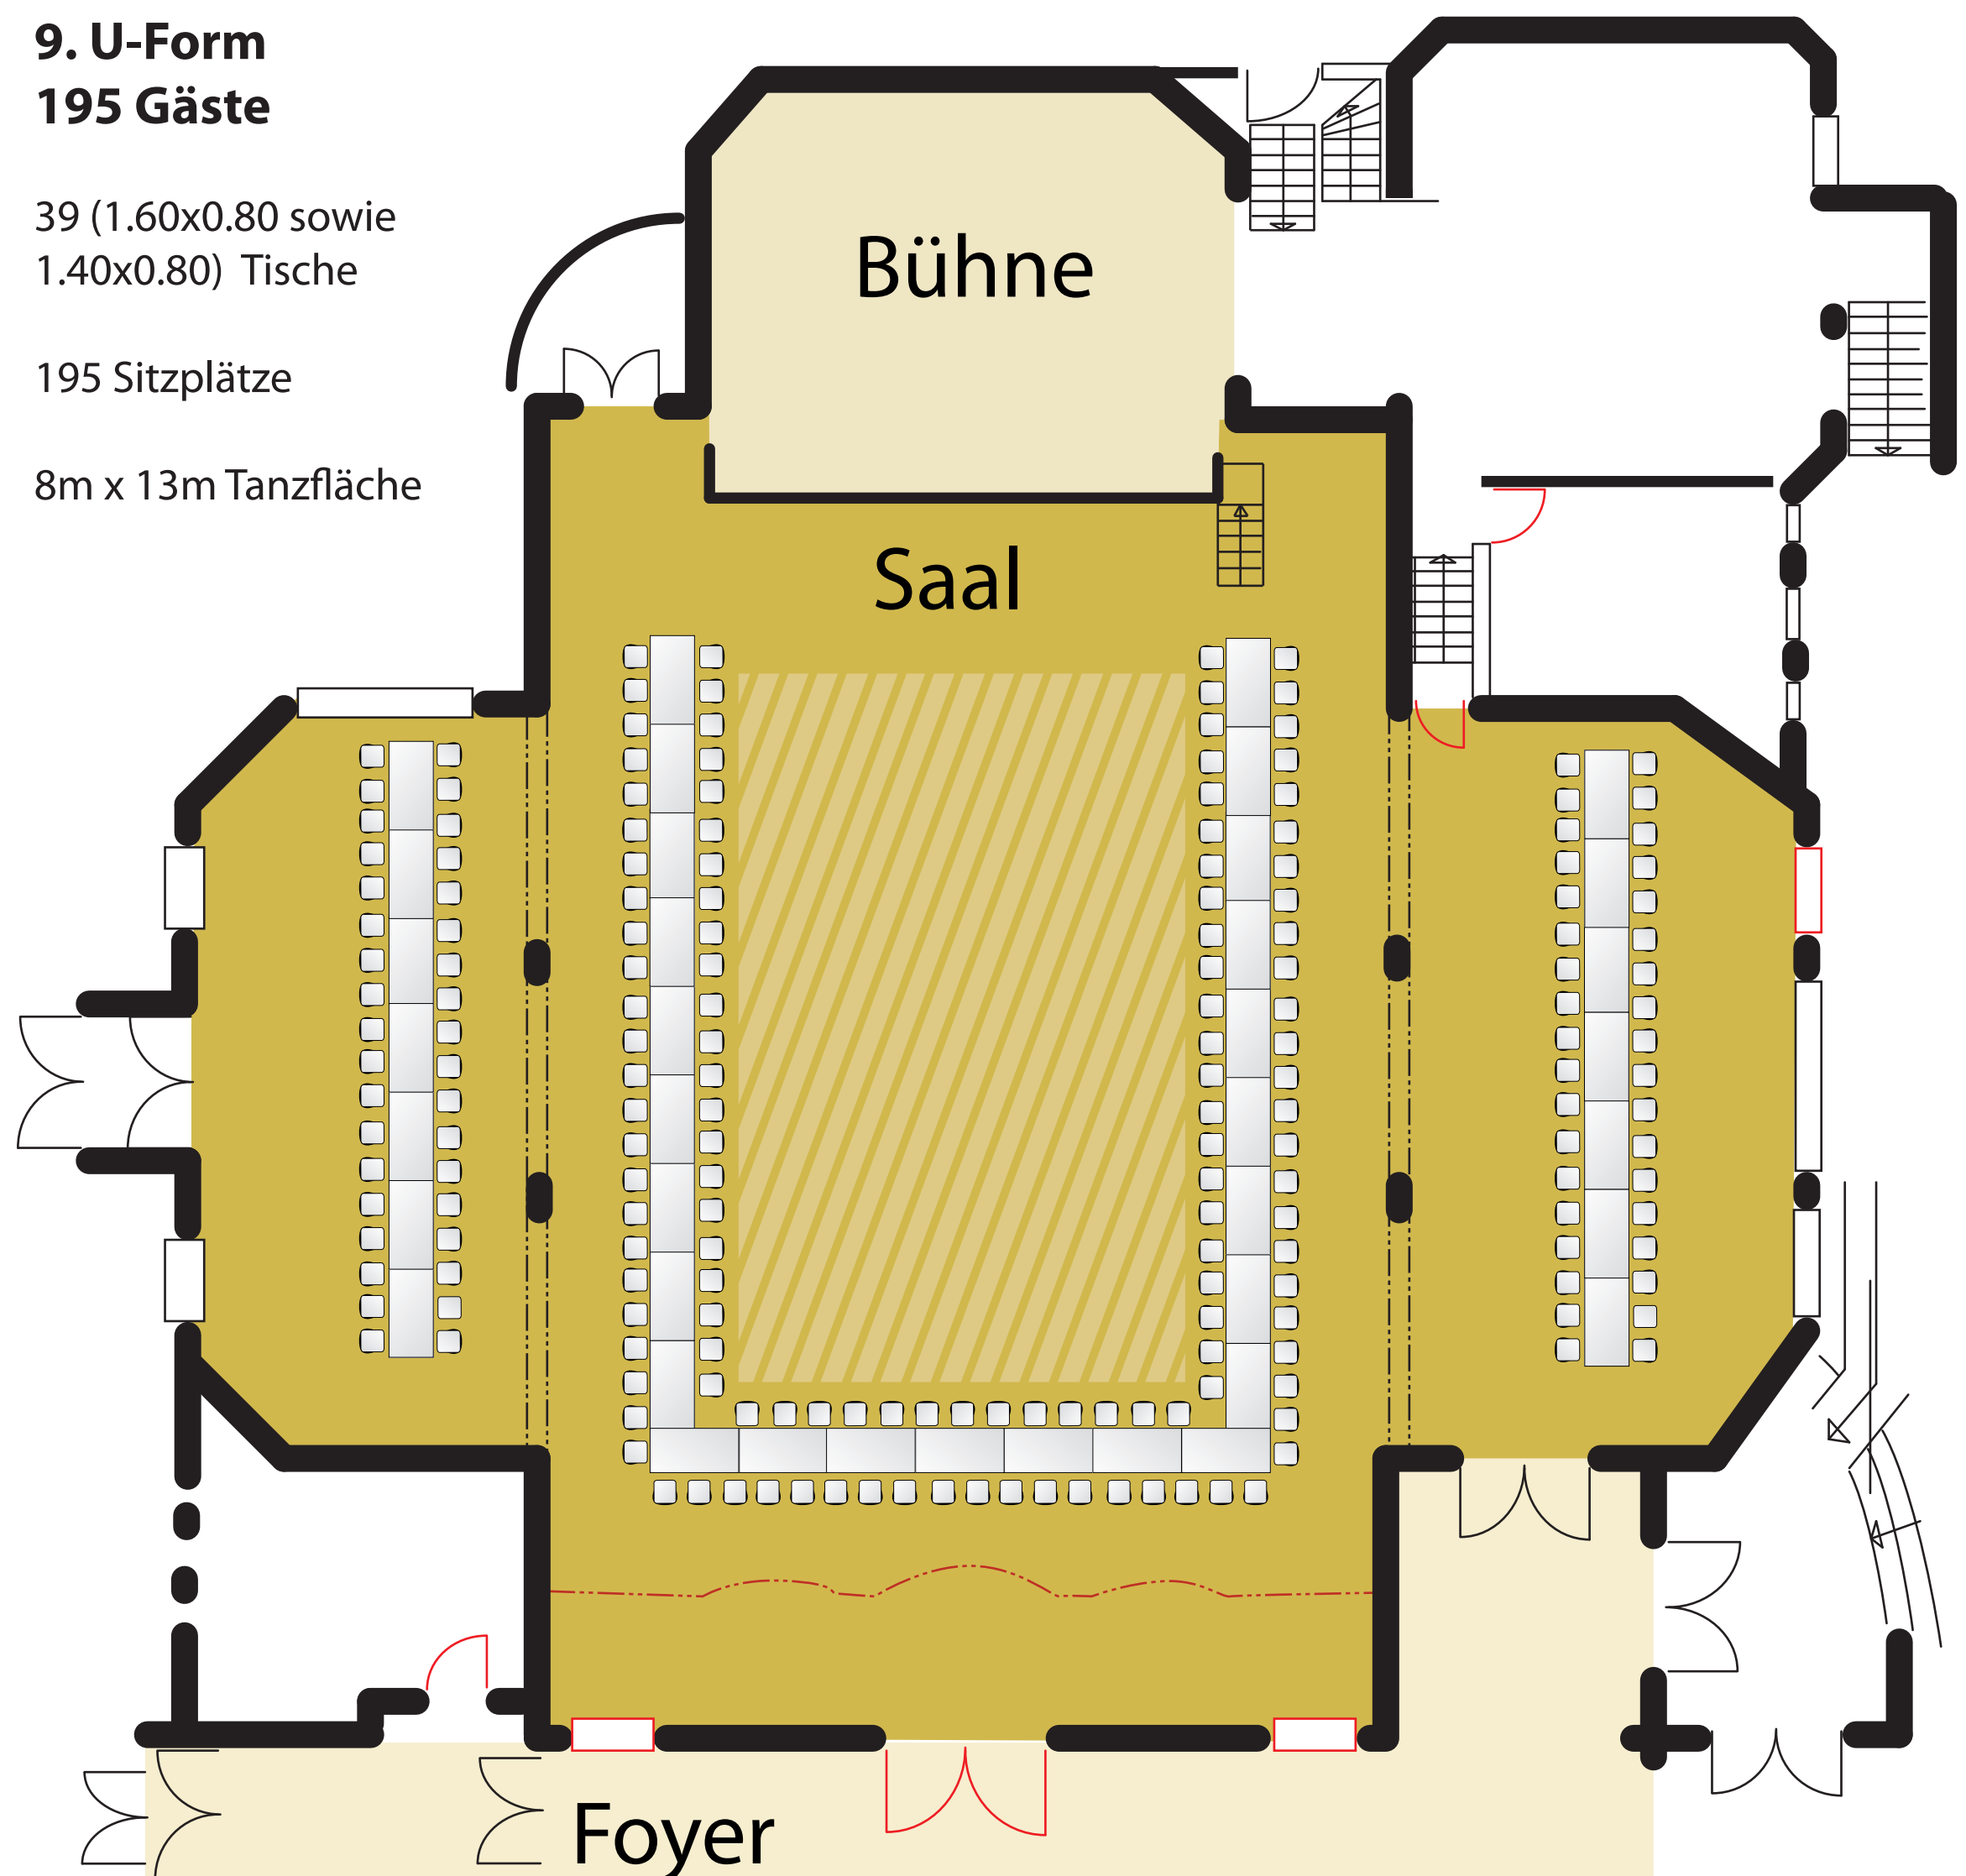 9. U-Form
195 Gäste
39 (1.60x0.80 sowie
1.40x0.80)  Tische
195 Sitzplätze
8m x 13m Tanzfläche
Bühne
Saal
Foyer